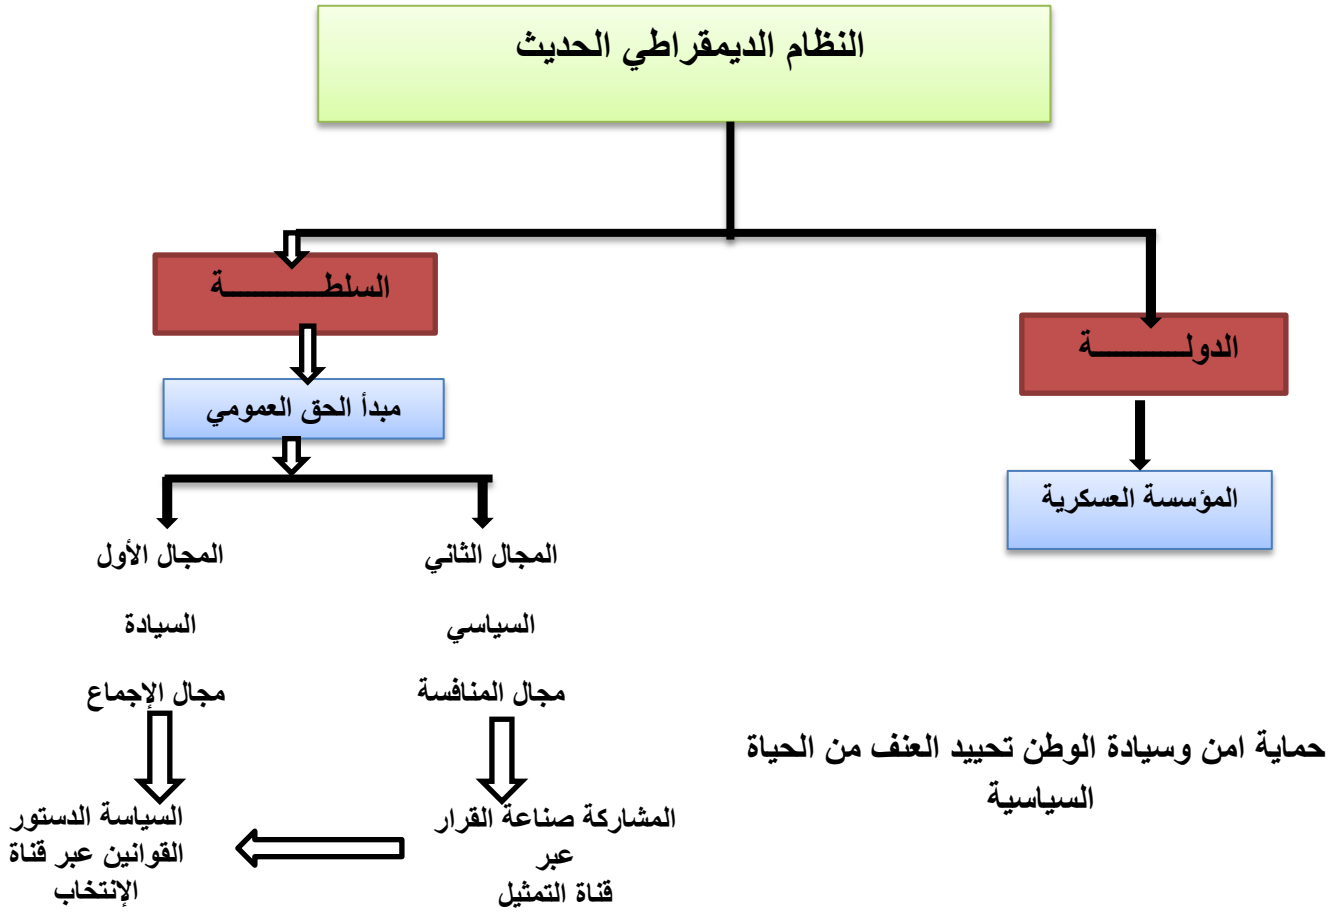 النظام الديمقراطي الحديث
السلطــــــــــــة
الدولـــــــــــة
مبدأ الحق العمومي
المؤسسة العسكرية
المجال الثاني
المجال الأول
السياسي
السيادة
مجال المنافسة
مجال الإجماع
حماية امن وسيادة الوطن تحييد العنف من الحياة
السياسية
المشاركة صناعة القرار
عبر
قناة التمثيل
السياسة الدستور
القوانين عبر قناة
الإنتخاب